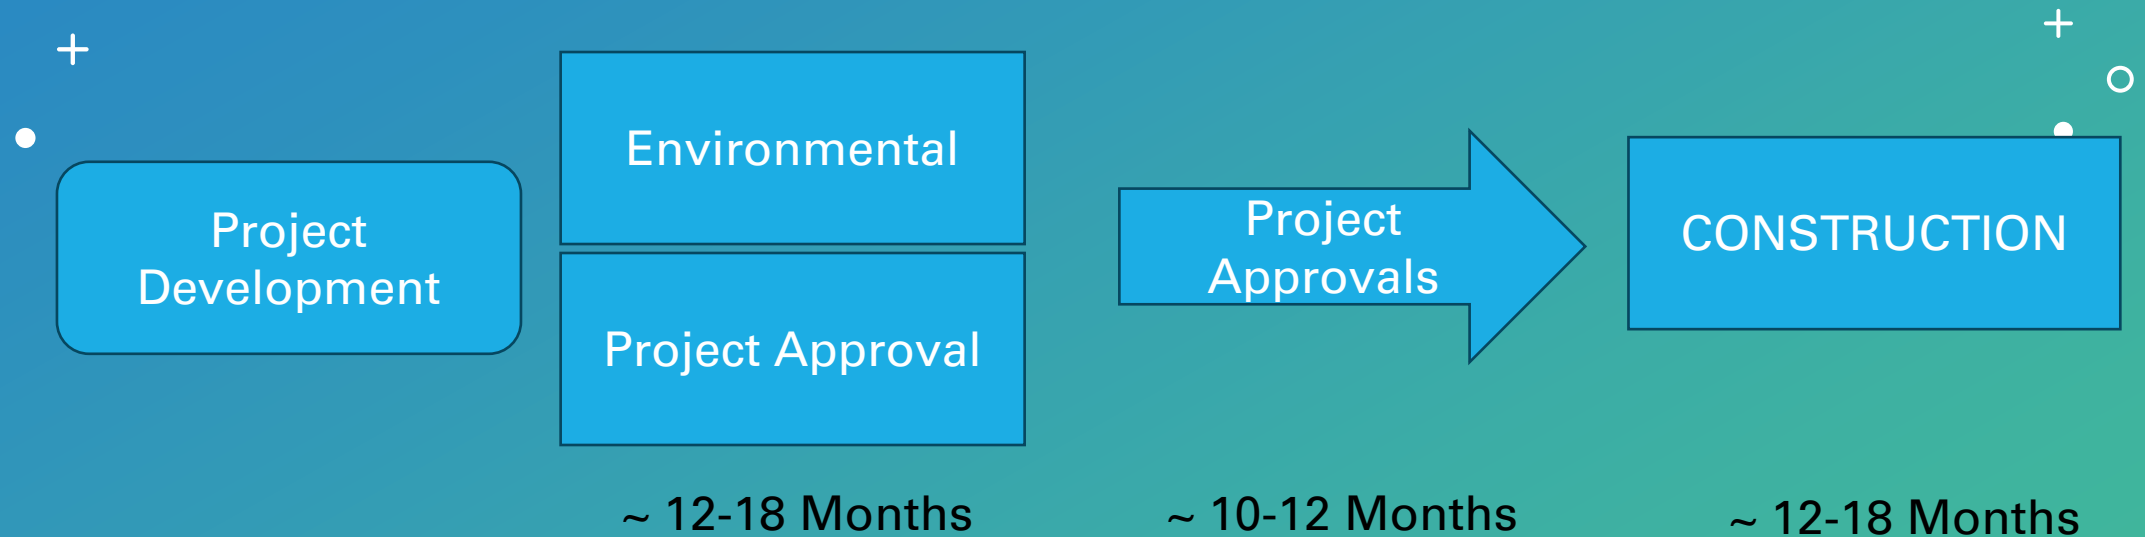 Project
Development
Environmental
Project Approval
Project
Approvals
CONSTRUCTION
~ 12-18 Months
~ 10-12 Months
~ 12-18 Months